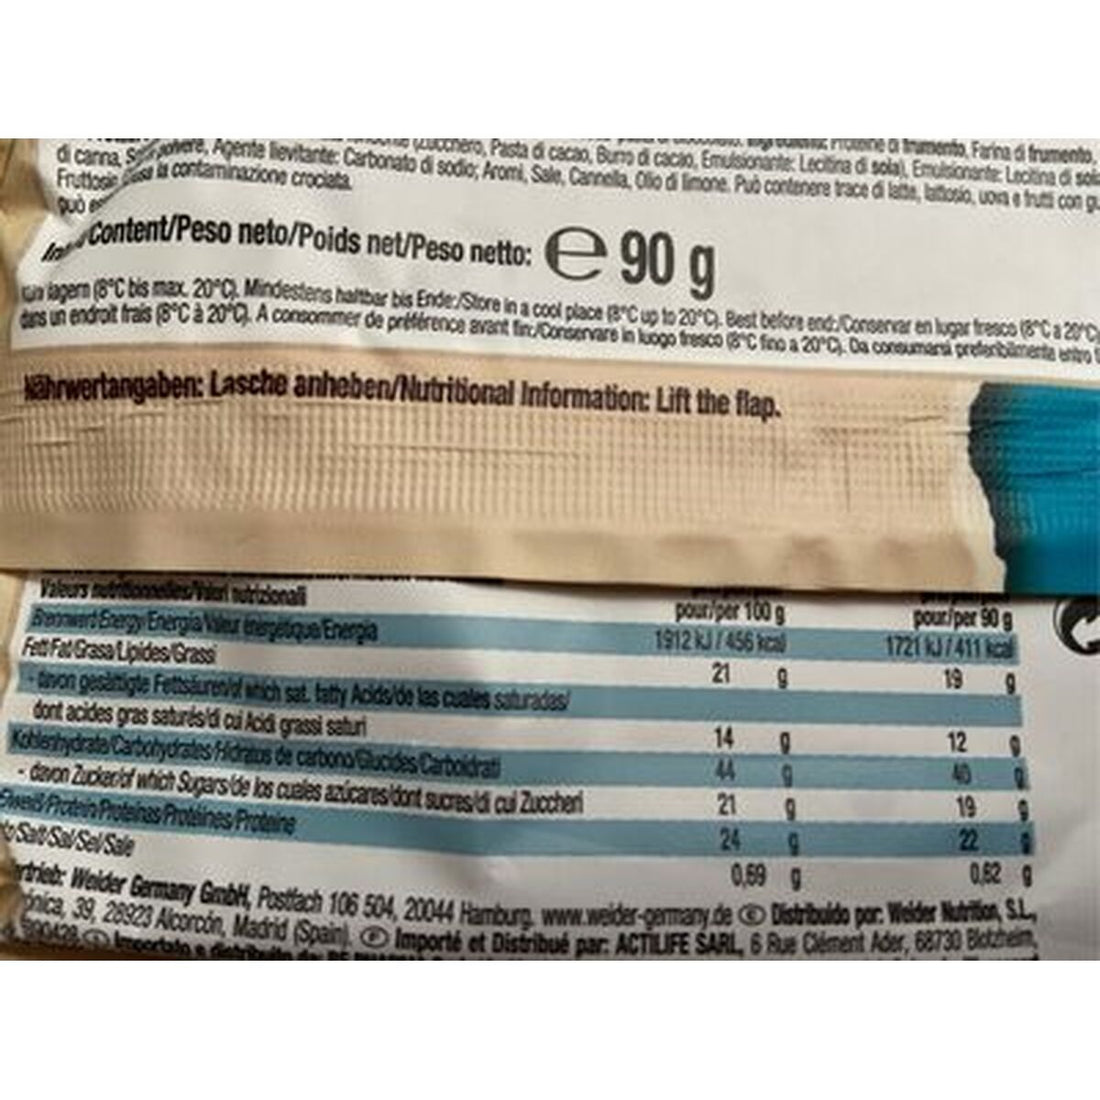 (Zucchero, Pasta di cacao, Burro di cacao, Emulsionante: Lecitina di soia), Emulsionante: Lecitina di
di canna, Agente lievitante: Carbonato di sodio; Aromi, Sale, Cannella, Olio di limone. Può contenere trace di latte, lattosio, uova e frutti con
la contaminazione crociata.
Content/Peso neto/Poids net/Peso netto: e 90 g
lagern (8°C bis max. 20°C). Mindestens haltbar bis Ende:/Store in a cool place (8°C up to 20°C). Best before end:/Conservar en lugar fresco (8°C a 20°C
dans un endroit frais (8°C à 20°C). A consommer de préférence avant fin:/Conservare in luogo fresco (8°C fino a 20°C). Da consumarsi preferibilmente entro
Nährwertangaben: Lasche anheben/Nutritional Information: Lift the flap.
Valeurs nutritionnelles/Valori nutrizionali pour/per 100 g pour/per 90 g
Brennwert/Energy/Energía/Valeur énergétique/Energia 1912 kJ / 456 kcal 1721 kJ / 411 kcal
Fett/Fat/Grasa/Lipides/Grassi 21 g 19 g
- davon gesättigte Fettsäuren/of which sat. fatty Acids/de las cuales saturadas/
dont acides gras saturés/di cui Acidi grassi saturi 14 g 12 g
Kohlenhydrate/Carbohydrates/Hidratos de carbono/Glucides/Carboidrati 44 g 40 g
- davon Zucker/of which Sugars/de los cuales azúcares/dont sucres/di cui Zuccheri 21 g 19 g
Eiweiß/Protein/Proteinas/Protéines/Proteine 24 g 22 g
Salt/Sal/Sel/Sale 0,69 g 0,62 g
Weider Germany GmbH, Postfach 106 504, 20044 Hamburg, www.weider-germany.de E Distribuido por: Weider Nutrition, S.L.,
39, 28923 Alcorcón, Madrid (Spain). F Importé et Distribué par: ACTILIFE SARL, 6 Rue Clément Ader, 68730 Blotzheim,
Importato e distribuito da: